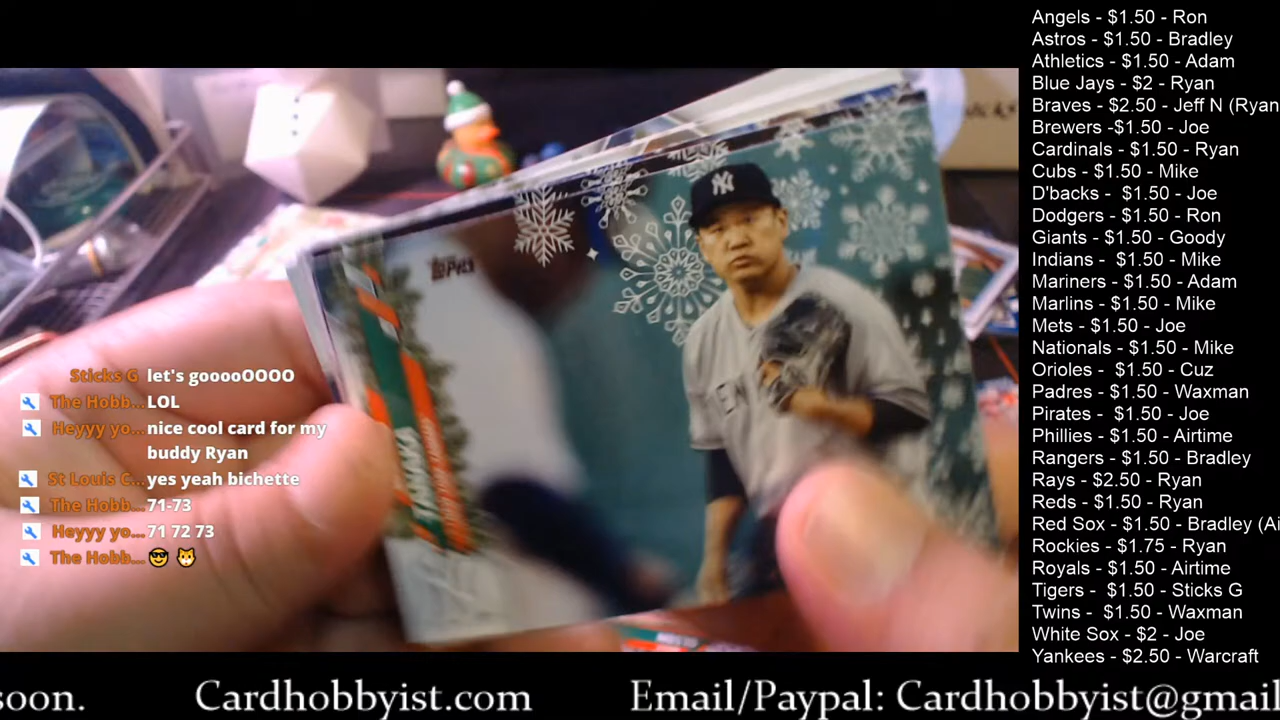 Angels - $1.50 - Ron
Astros - $1.50 - Bradley
Athletics - $1.50 - Adam
Blue Jays - $2 - Ryan
Braves - $2.50 - Jeff N (Ryan
Brewers -$1.50 - Joe
Cardinals - $1.50 - Ryan
Cubs - $1.50 - Mike
D'backs - $1.50 - Joe
Dodgers - $1.50 - Ron
Giants - $1.50 - Goody
Indians - $1.50 - Mike
Mariners - $1.50 - Adam
Marlins - $1.50 - Mike
Mets - $1.50 - Joe
Nationals - $1.50 - Mike
Orioles - $1.50 - Cuz
Padres - $1.50 - Waxman
Pirates - $1.50 - Joe
Phillies - $1.50 - Airtime
Rangers - $1.50 - Bradley
Rays - $2.50 - Ryan
Reds - $1.50 - Ryan
Red Sox - $1.50 - Bradley (Ai
Rockies - $1.75 - Ryan
Royals - $1.50 - Airtime
Tigers - $1.50 - Sticks G
Twins - $1.50 - Waxman
White Sox - $2 - Joe
Yankees - $2.50 - Warcraft
Topps
NY
Sticks G let's gooooOOOO
The Hobb... LOL
Heyyy yo... nice cool card for my
buddy Ryan
St Louis C... yes yeah bichette
The Hobb... 71-73
Heyyy yo... 71 72 73
The Hobb... 😎 🐱
soon. Cardhobbyist.com Email/Paypal: Cardhobbyist@gmail